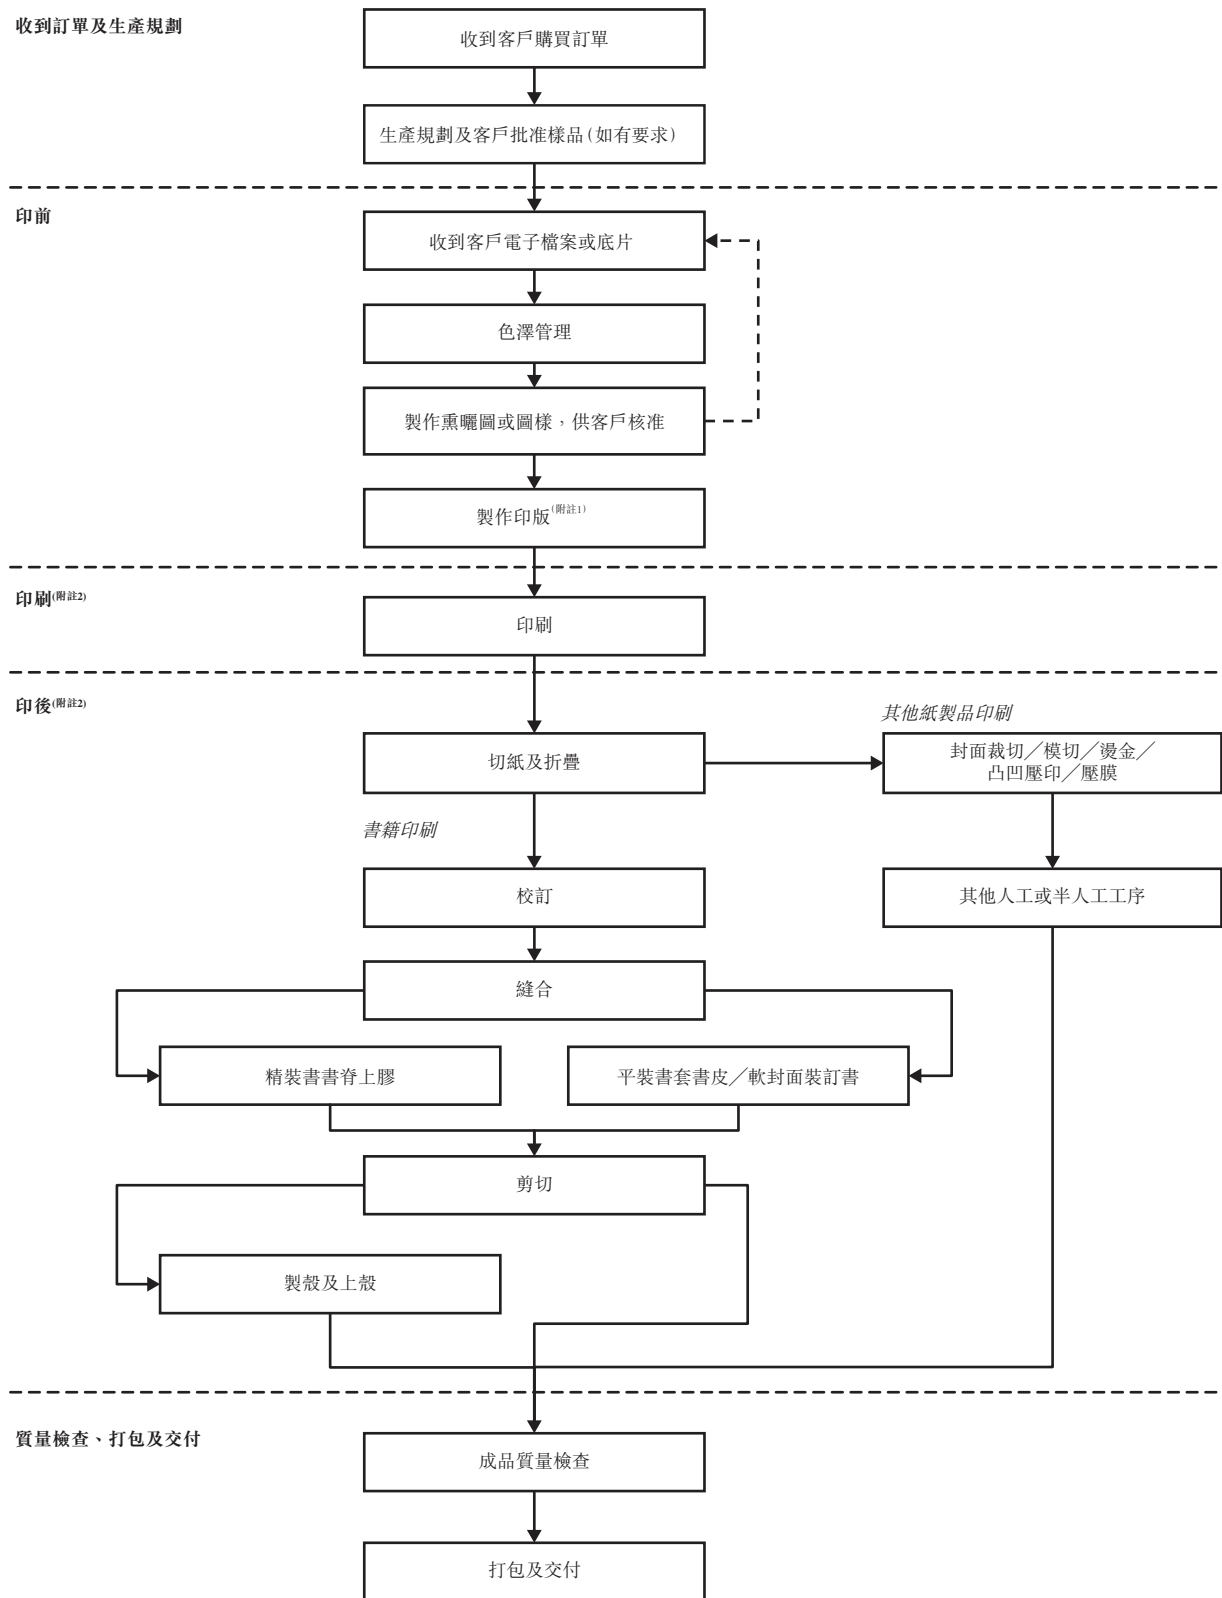 收到訂單及生產規劃
收到客戶購買訂單
生產規劃及客戶批准樣品(如有要求)
印前
收到客戶電子檔案或底片
色澤管理
製作熏曬圖或圖樣，供客戶核准
製作印版(附註1)
印刷(附註2)
印刷
印後(附註2)
其他紙製品印刷
切紙及折疊
封面裁切／模切／燙金／
凸凹壓印／壓膜
書籍印刷
校訂
其他人工或半人工工序
縫合
精裝書書脊上膠
平裝書套書皮／軟封面裝訂書
剪切
製殼及上殼
質量檢查、打包及交付
成品質量檢查
打包及交付